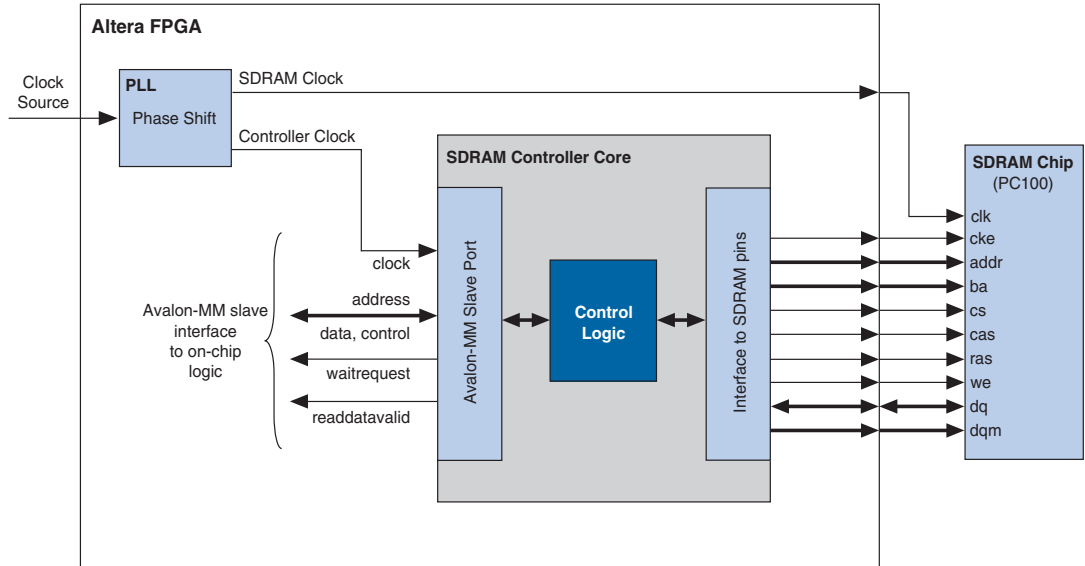 Altera FPGA
Clock
Source
PLL
Phase Shift
SDRAM Clock
Controller Clock
SDRAM Controller Core
Avalon-MM Slave Port
Control
Logic
Interface to SDRAM pins
Avalon-MM slave
interface
to on-chip
logic
clock
address
data, control
waitrequest
readdatavalid
SDRAM Chip
(PC100)
clk
cke
addr
ba
cs
cas
ras
we
dq
dqm